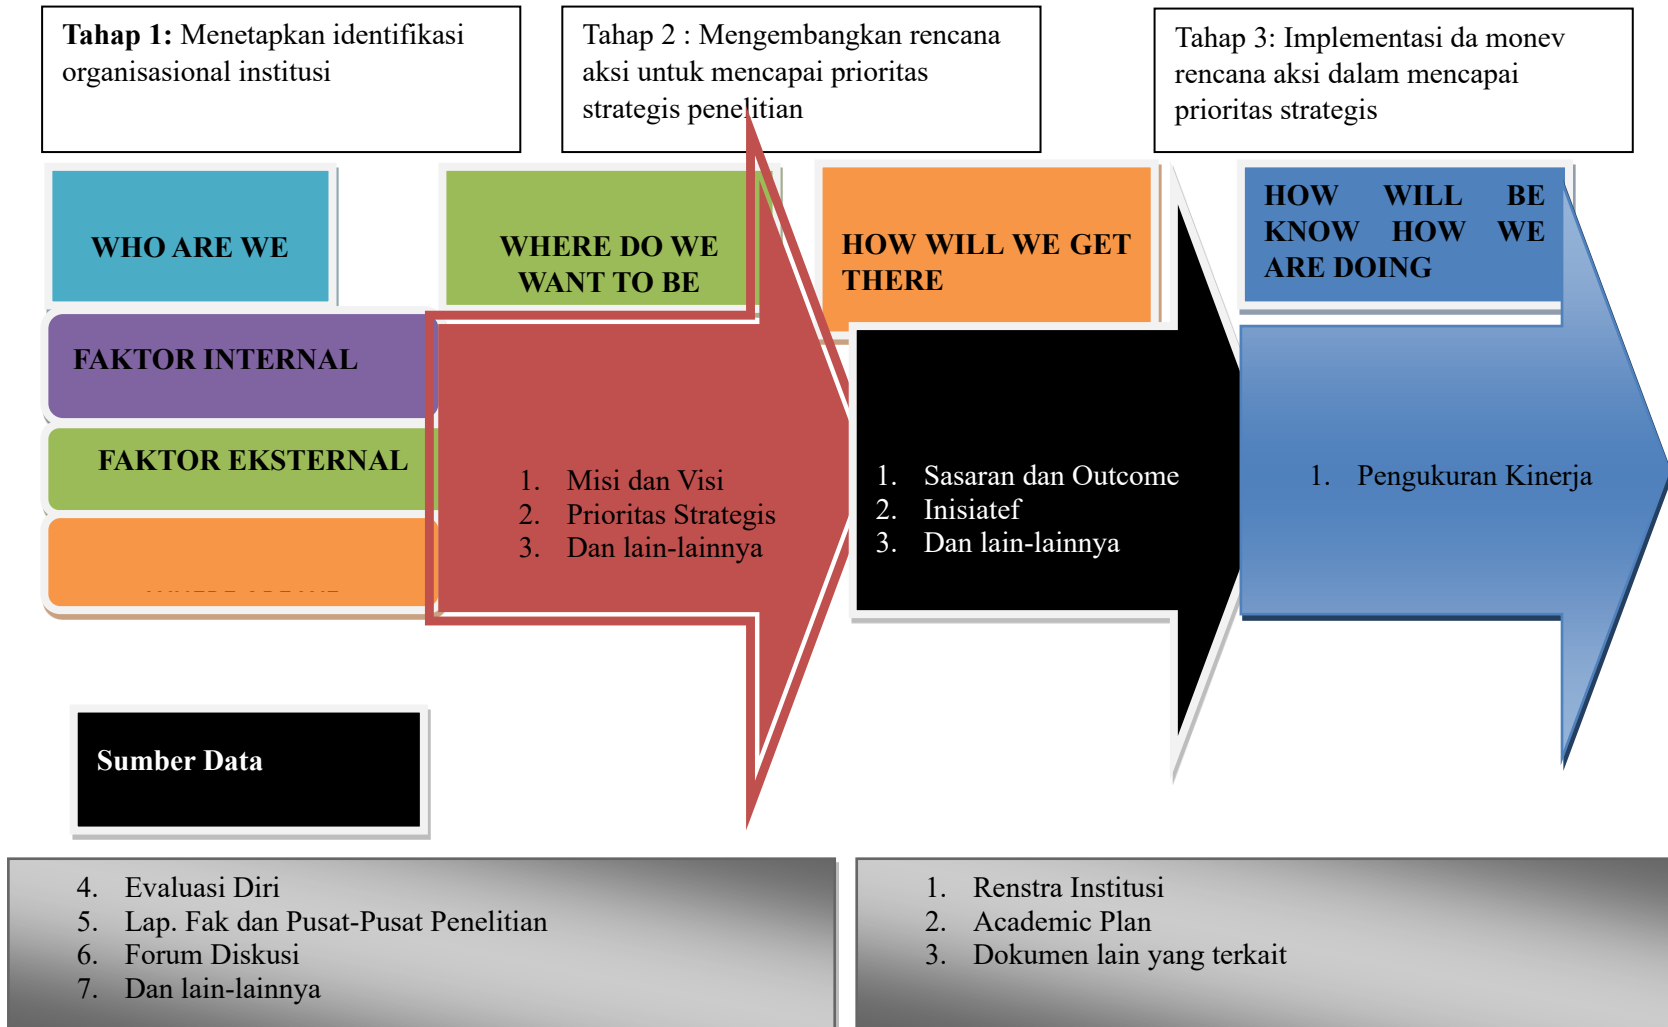 Tahap 1: Menetapkan identifikasi
organisasional institusi
Tahap 2 : Mengembangkan rencana
aksi untuk mencapai prioritas
strategis penelitian
Tahap 3: Implementasi da monev
rencana aksi dalam mencapai
prioritas strategis
WHO ARE WE
WHERE DO WE
WANT TO BE
HOW WILL WE GET
THERE
HOW WILL BE
KNOW HOW WE
ARE DOING
FAKTOR INTERNAL
FAKTOR EKSTERNAL
1. Misi dan Visi
2. Prioritas Strategis
3. Dan lain-lainnya
1. Sasaran dan Outcome
2. Inisiatef
3. Dan lain-lainnya
1. Pengukuran Kinerja
Sumber Data
4. Evaluasi Diri
5. Lap. Fak dan Pusat-Pusat Penelitian
6. Forum Diskusi
7. Dan lain-lainnya
1. Renstra Institusi
2. Academic Plan
3. Dokumen lain yang terkait